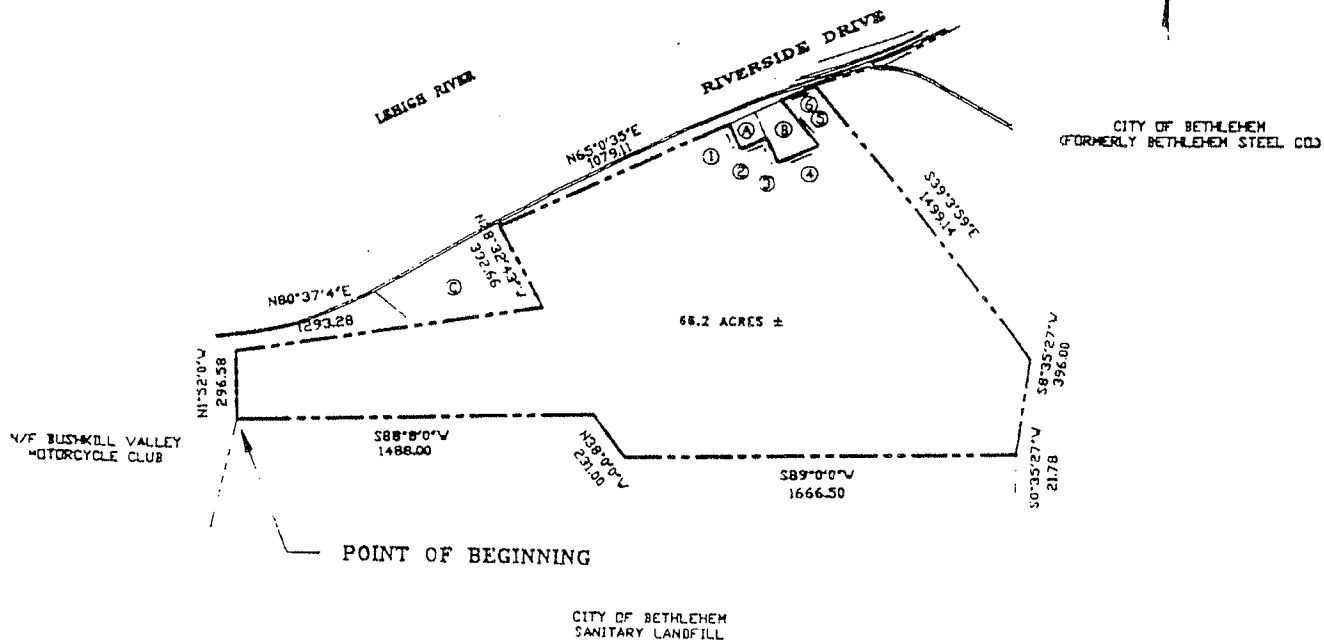 LEHIGH RIVER
RIVERSIDE DRIVE
CITY OF BETHLEHEM
(FORMERLY BETHLEHEM STEEL CO.)
N65°0'35"E
1079.11
A
B
6
5
1
2
3
4
S39°3'59"E
1499.14
332.66
C
N80°37'4"E
1293.28
66.2 ACRES ±
N1°52'0"W
296.58
S8°35'27"W
396.00
N/F BUSHKILL VALLEY
MOTORCYCLE CLUB
S88°8'0"W
1488.00
N38°0'0"W
231.00
S89°0'0"W
1666.50
S0°35'27"W
21.78
POINT OF BEGINNING
CITY OF BETHLEHEM
SANITARY LANDFILL